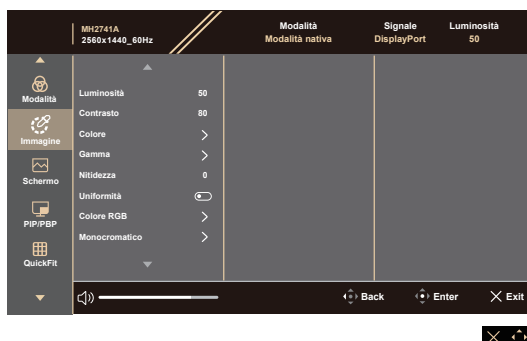 MH2741A
2560x1440_60Hz
Modalità
Modalità nativa
Segnale
DisplayPort
Luminosità
50
Modalità
Immagine
Schermo
PIP/PBP
QuickFit
Luminosità 50
Contrasto 80
Colore
Gamma
Nitidezza 0
Uniformità
Colore RGB
Monocromatico
Back
Enter
Exit